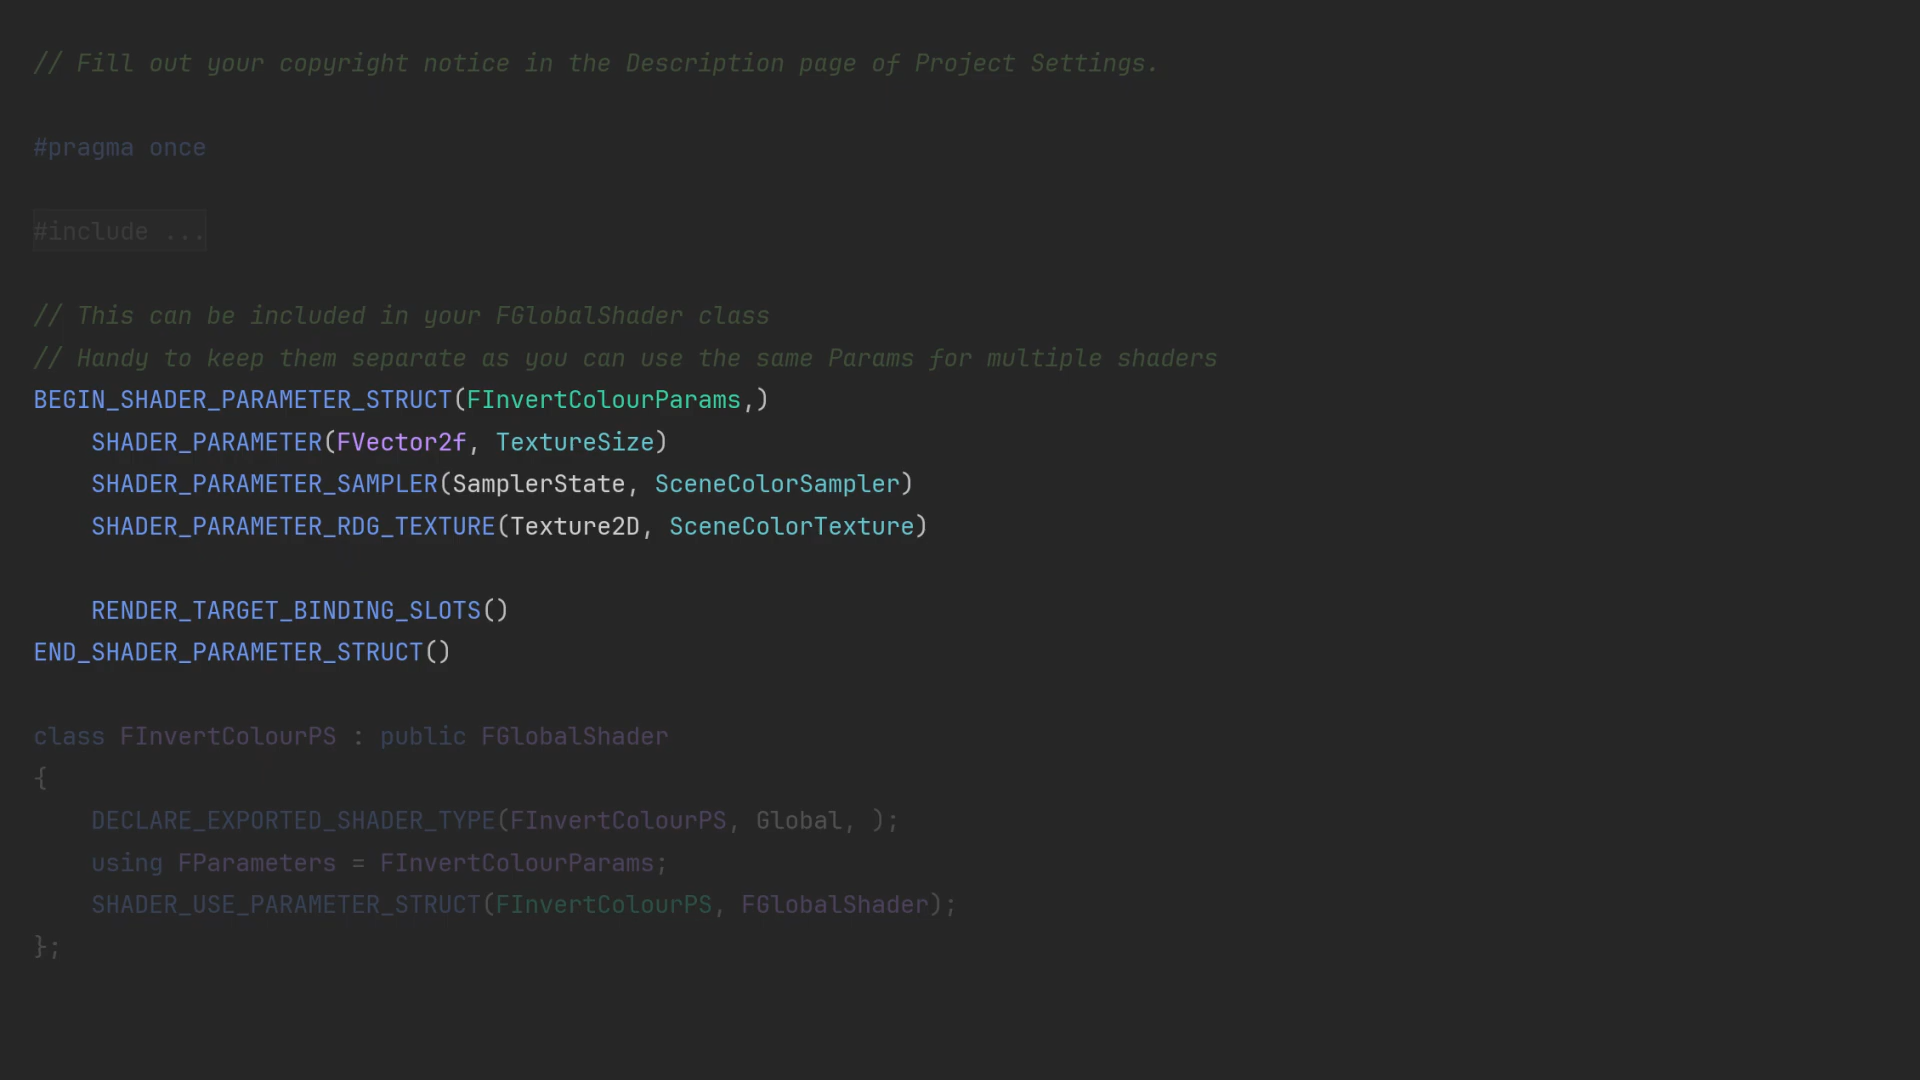 // Fill out your copyright notice in the Description page of Project Settings.
#pragma once
#include ...
// This can be included in your FGlobalShader class
// Handy to keep them separate as you can use the same Params for multiple shaders
BEGIN_SHADER_PARAMETER_STRUCT(FInvertColourParams,)
    SHADER_PARAMETER(FVector2f, TextureSize)
    SHADER_PARAMETER_SAMPLER(SamplerState, SceneColorSampler)
    SHADER_PARAMETER_RDG_TEXTURE(Texture2D, SceneColorTexture)
    RENDER_TARGET_BINDING_SLOTS()
END_SHADER_PARAMETER_STRUCT()
class FInvertColourPS : public FGlobalShader
{
    DECLARE_EXPORTED_SHADER_TYPE(FInvertColourPS, Global, );
    using FParameters = FInvertColourParams;
    SHADER_USE_PARAMETER_STRUCT(FInvertColourPS, FGlobalShader);
};